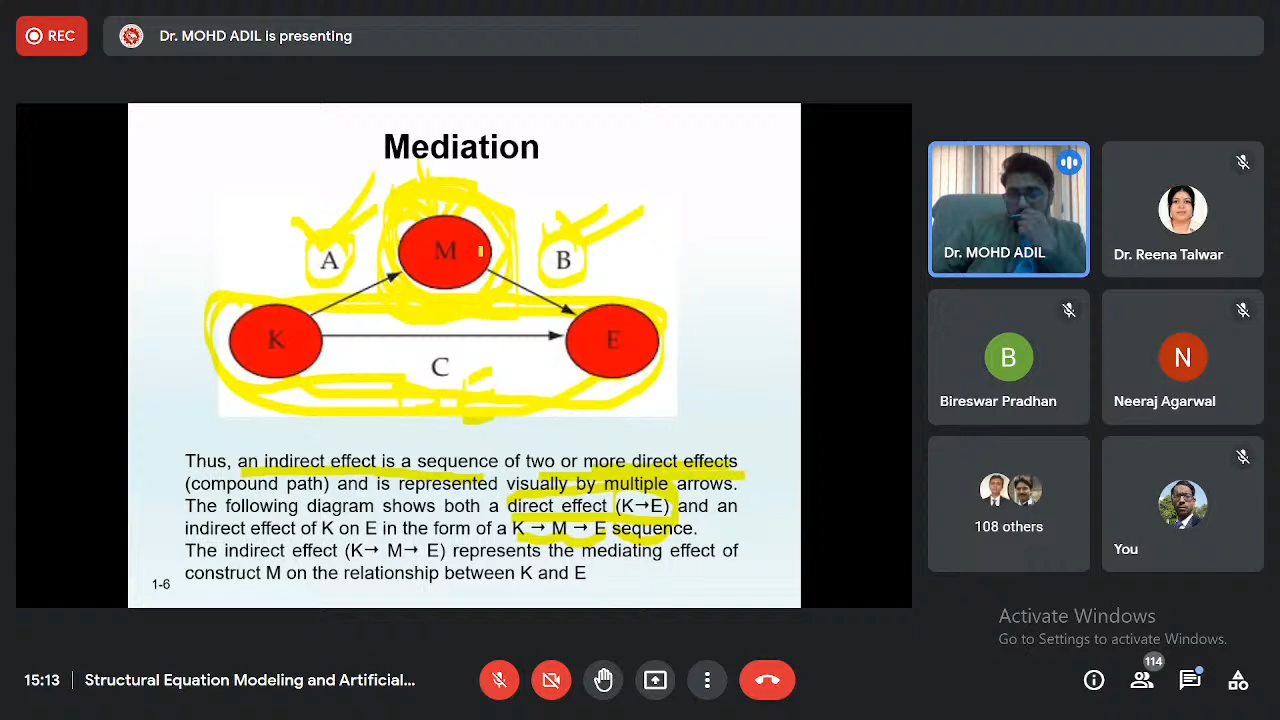 REC
Dr. MOHD ADIL is presenting
Mediation
M
A
B
K
E
C
Thus, an indirect effect is a sequence of two or more direct effects
(compound path) and is represented visually by multiple arrows.
The following diagram shows both a direct effect (K→E) and an
indirect effect of K on E in the form of a K → M → E sequence.
The indirect effect (K→ M→ E) represents the mediating effect of
construct M on the relationship between K and E
1-6
Dr. MOHD ADIL
Dr. Reena Talwar
B
Bireswar Pradhan
N
Neeraj Agarwal
108 others
You
Activate Windows
Go to Settings to activate Windows.
15:13
Structural Equation Modeling and Artificial...
114